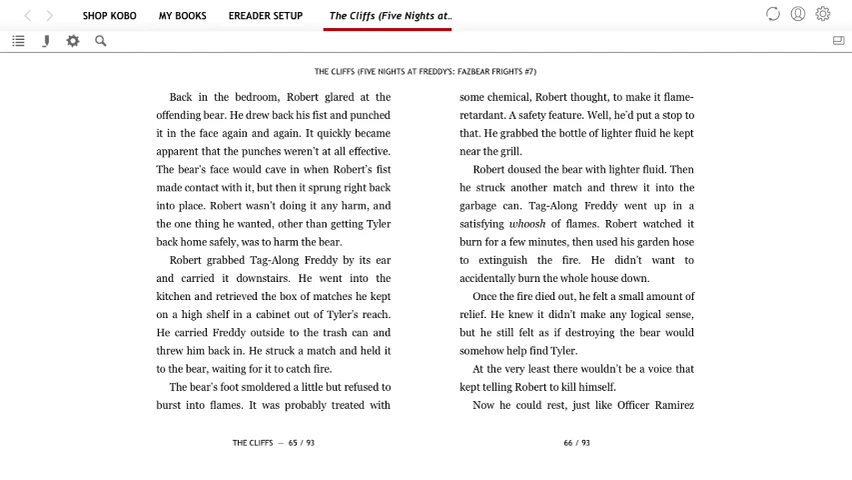 SHOP KOBO MY BOOKS EREADER SETUP The Cliffs (Five Nights at..
THE CLIFFS (FIVE NIGHTS AT FREDDY'S: FAZBEAR FRIGHTS #7)
Back in the bedroom, Robert glared at the
offending bear. He drew back his fist and punched
it in the face again and again. It quickly became
apparent that the punches weren't at all effective.
The bear's face would cave in when Robert's fist
made contact with it, but then it sprung right back
into place. Robert wasn't doing it any harm, and
the one thing he wanted, other than getting Tyler
back home safely, was to harm the bear.
Robert grabbed Tag-Along Freddy by its ear
and carried it downstairs. He went into the
kitchen and retrieved the box of matches he kept
on a high shelf in a cabinet out of Tyler's reach.
He carried Freddy outside to the trash can and
threw him back in. He struck a match and held it
to the bear, waiting for it to catch fire.
The bear's foot smoldered a little but refused to
burst into flames. It was probably treated with
THE CLIFFS — 65 / 93
some chemical, Robert thought, to make it flame-
retardant. A safety feature. Well, he'd put a stop to
that. He grabbed the bottle of lighter fluid he kept
near the grill.
Robert doused the bear with lighter fluid. Then
he struck another match and threw it into the
garbage can. Tag-Along Freddy went up in a
satisfying whoosh of flames. Robert watched it
burn for a few minutes, then used his garden hose
to extinguish the fire. He didn't want to
accidentally burn the whole house down.
Once the fire died out, he felt a small amount of
relief. He knew it didn't make any logical sense,
but he still felt as if destroying the bear would
somehow help find Tyler.
At the very least there wouldn't be a voice that
kept telling Robert to kill himself.
Now he could rest, just like Officer Ramirez
66 / 93